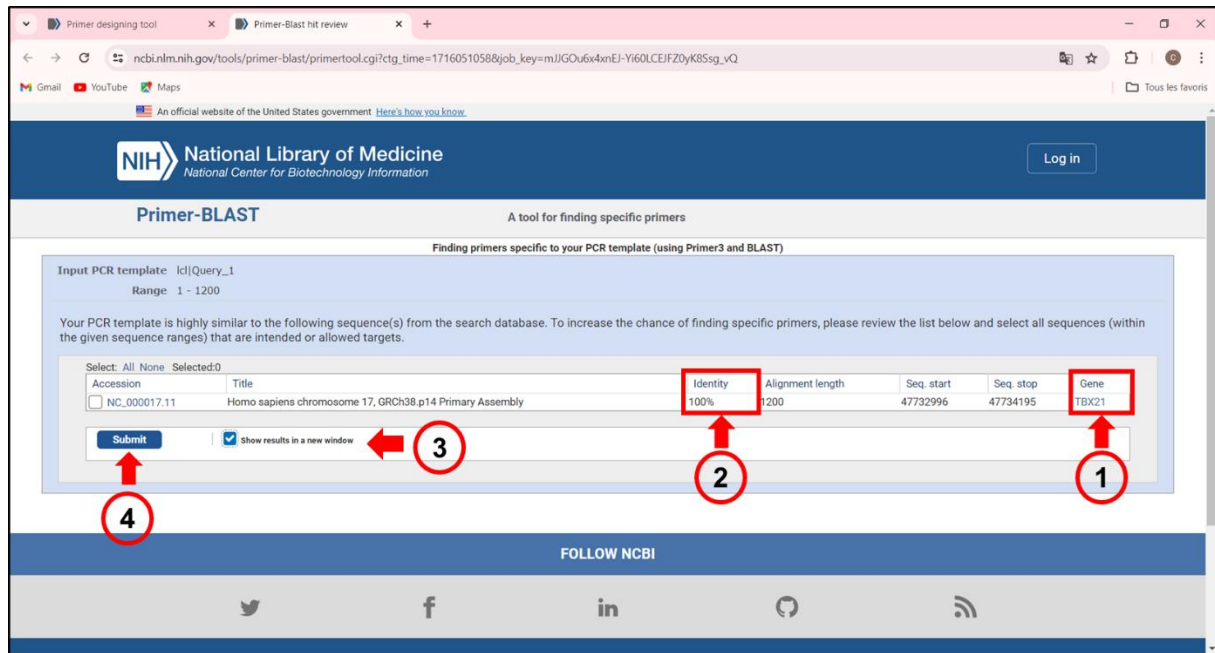 Primer designing tool
Primer-Blast hit review
ncbi.nlm.nih.gov/tools/primer-blast/primertool.cgi?ctg_time=1716051058&job_key=mJJGOu6x4xnEJ-Yi60LCEJFZ0yK8Ssg_vQ
C
Gmail YouTube Maps Tous les favoris
An official website of the United States government Here's how you know
NIH National Library of Medicine
National Center for Biotechnology Information
Log in
Primer-BLAST A tool for finding specific primers
Finding primers specific to your PCR template (using Primer3 and BLAST)
Input PCR template lcl|Query_1
Range 1 - 1200
Your PCR template is highly similar to the following sequence(s) from the search database. To increase the chance of finding specific primers, please review the list below and select all sequences (within
the given sequence ranges) that are intended or allowed targets.
Select: All None Selected:0
Accession Title Identity Alignment length Seq. start Seq. stop Gene
NC_000017.11 Homo sapiens chromosome 17, GRCh38.p14 Primary Assembly 100% 1200 47732996 47734195 TBX21
Submit Show results in a new window
3
2
1
4
FOLLOW NCBI